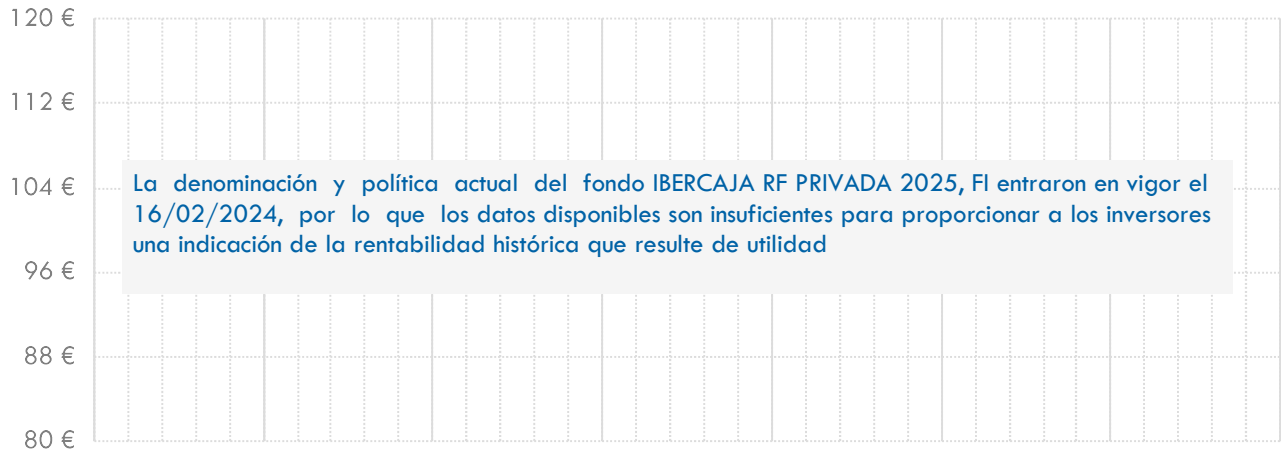 120 €
112 €
104 €
La denominación y política actual del fondo IBERCAJA RF PRIVADA 2025, FI entraron en vigor el
16/02/2024, por lo que los datos disponibles son insuficientes para proporcionar a los inversores
una indicación de la rentabilidad histórica que resulte de utilidad
96 €
88 €
80 €